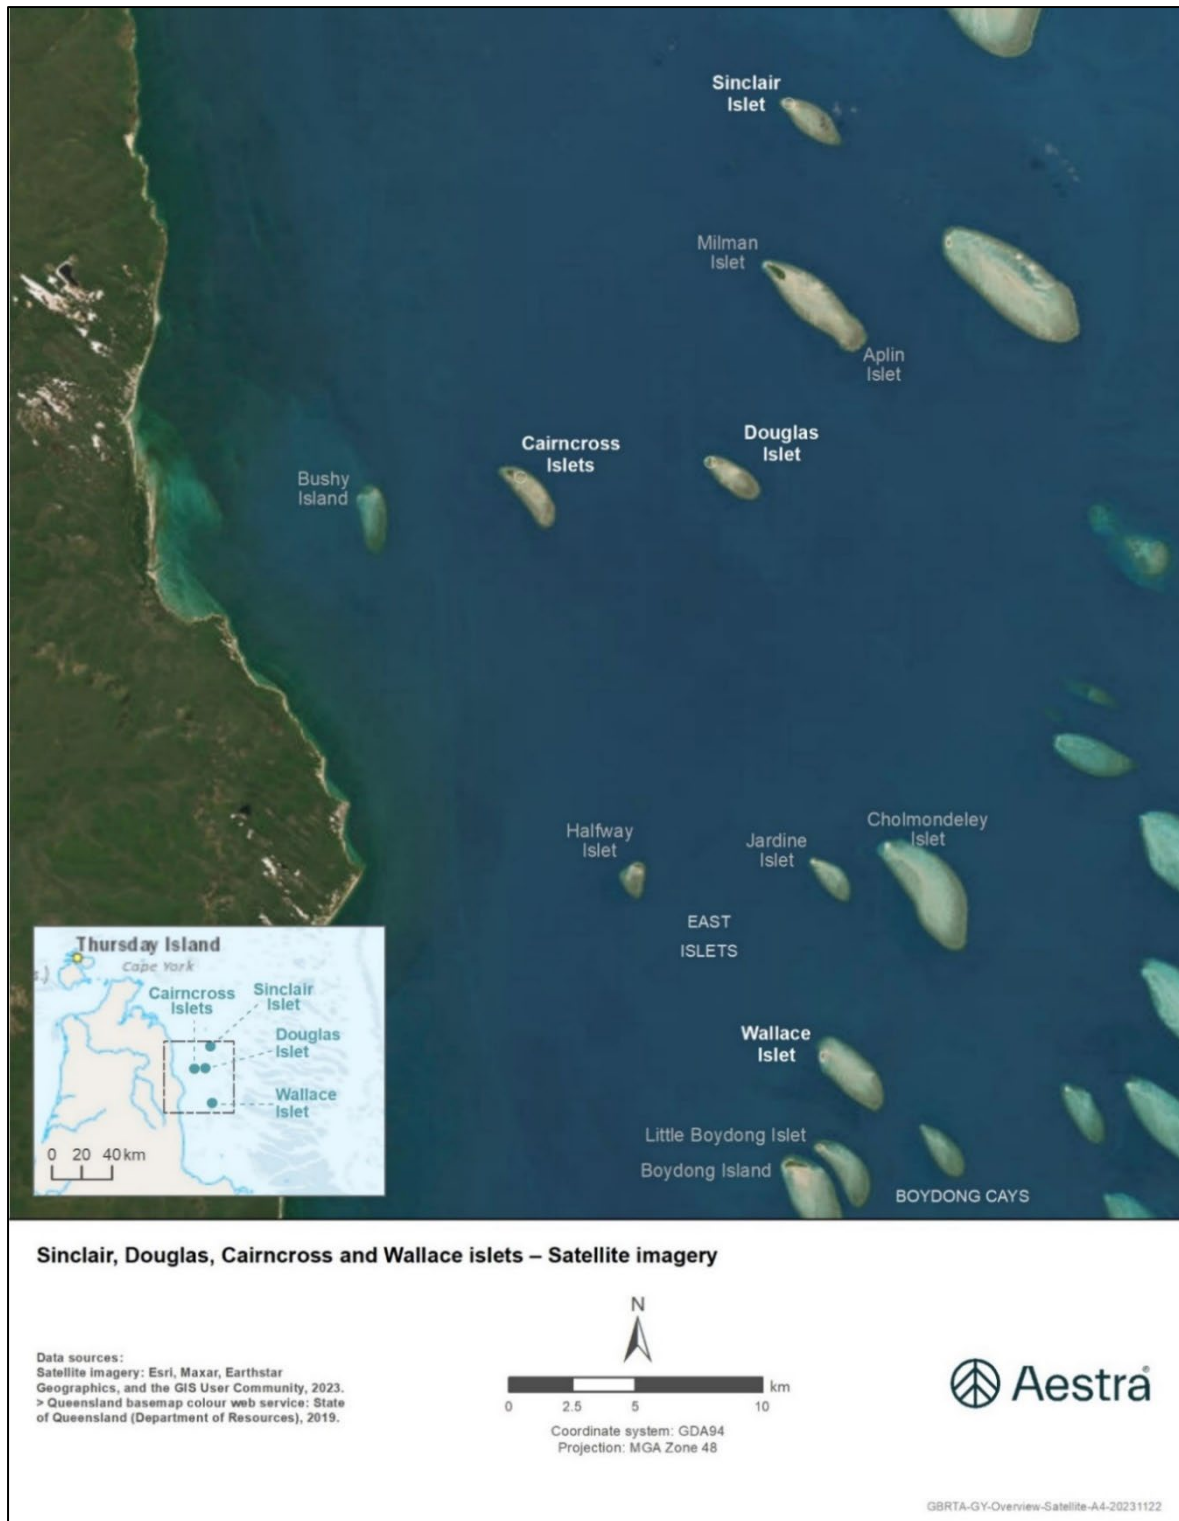 Sinclair
Islet
Milman
Islet
Aplin
Islet
Cairncross
Islets
Douglas
Islet
Bushy
Island
Halfway
Islet
Jardine
Islet
Cholmondeley
Islet
EAST
ISLETS
Wallace
Islet
Little Boydong Islet
Boydong Island
BOYDONG CAYS
Thursday Island
Cape York
s.)
Cairncross
Islets
Sinclair
Islet
Douglas
Islet
Wallace
Islet
0 20 40 km
Sinclair, Douglas, Cairncross and Wallace islets – Satellite imagery
Data sources:
Satellite imagery: Esri, Maxar, Earthstar
Geographics, and the GIS User Community, 2023.
> Queensland basemap colour web service: State
of Queensland (Department of Resources), 2019.
N
km
0 2.5 5 10
Coordinate system: GDA94
Projection: MGA Zone 48
Aestra®
GBRTA-GY-Overview-Satellite-A4-20231122